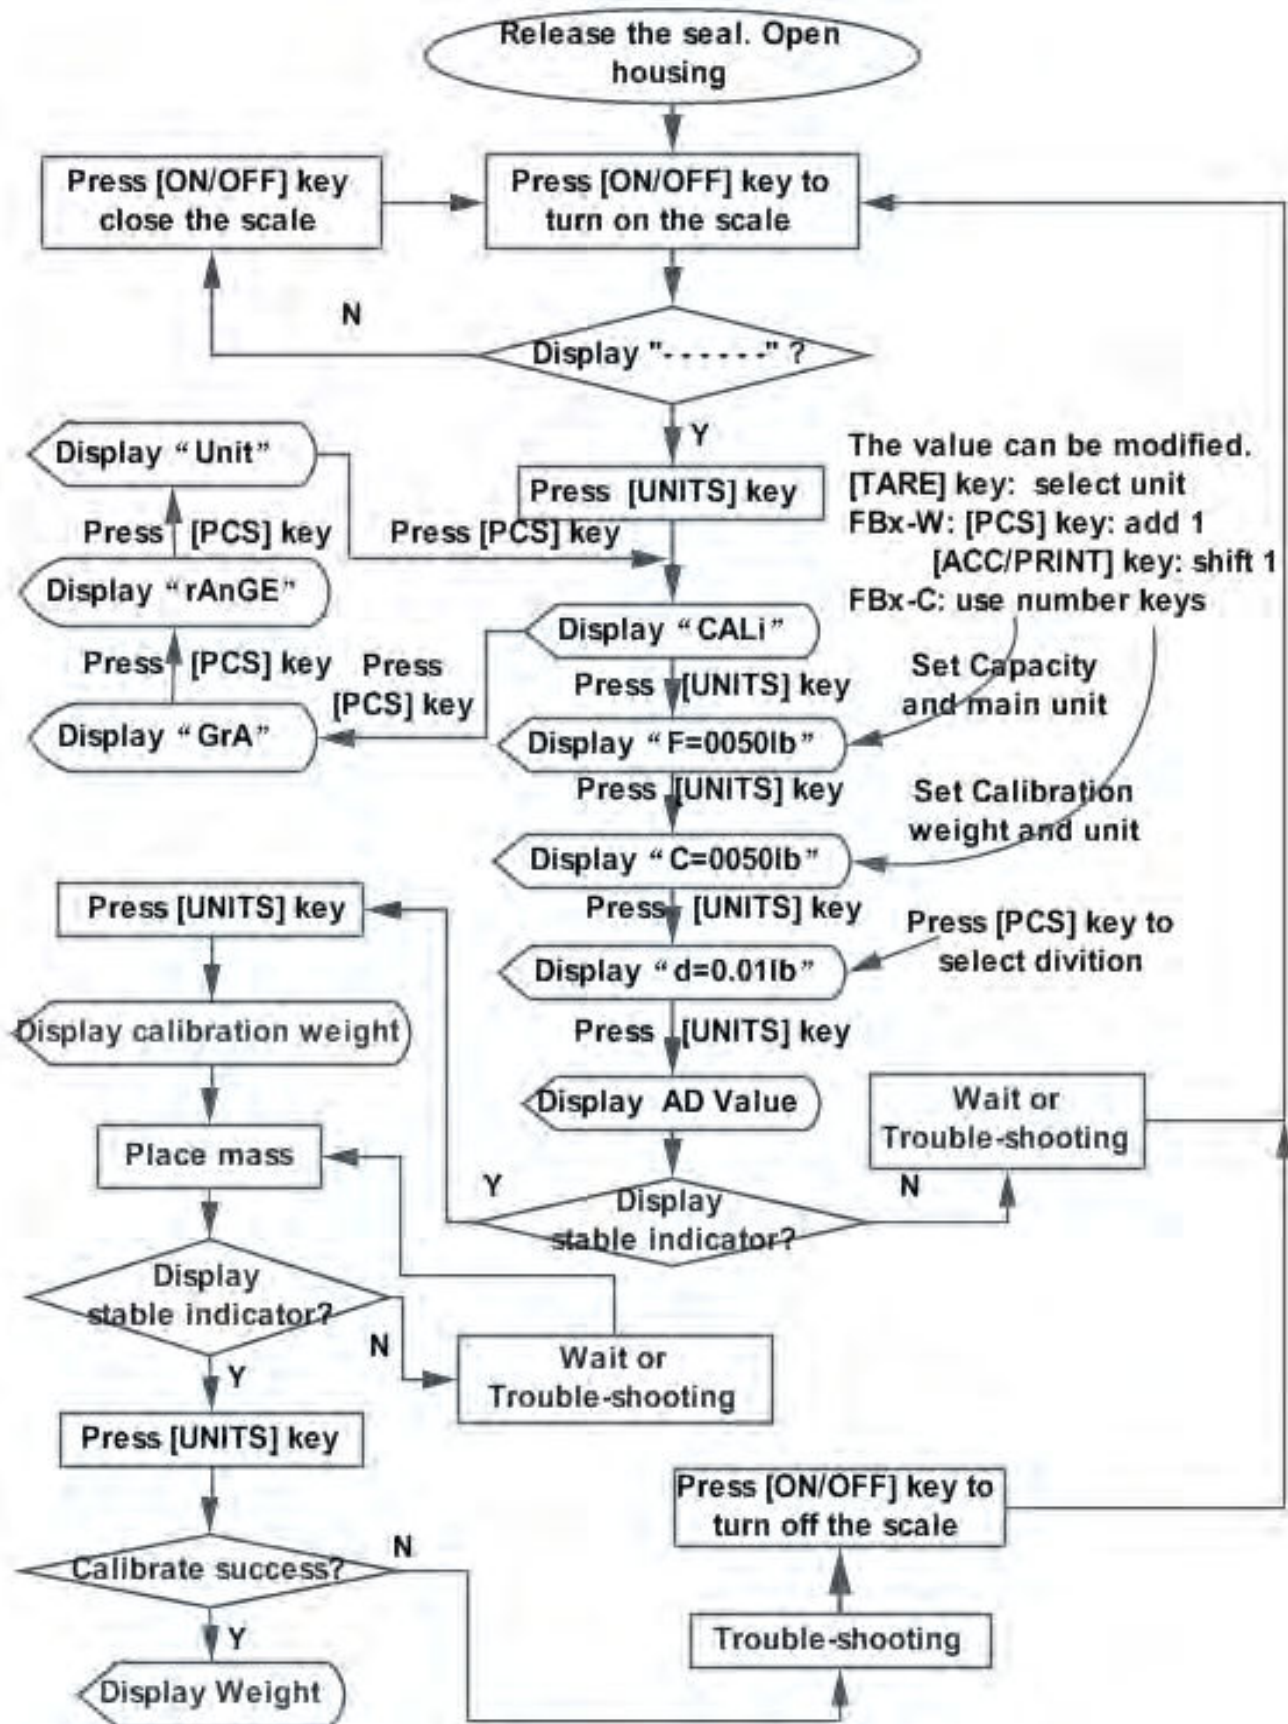 Release the seal. Open
housing
Press [ON/OFF] key
close the scale
Press [ON/OFF] key to
turn on the scale
N
Display "- - - - - -" ?
Y
Display “Unit”
Press [UNITS] key
The value can be modified.
[TARE] key: select unit
FBx-W: [PCS] key: add 1
[ACC/PRINT] key: shift 1
FBx-C: use number keys
Press [PCS] key
Press [PCS] key
Display “rAnGE”
Display “CALi”
Press [PCS] key
Press
[PCS] key
Press [UNITS] key
Set Capacity
and main unit
Display “GrA”
Display “F=0050lb”
Press [UNITS] key
Set Calibration
weight and unit
Display “C=0050lb”
Press [UNITS] key
Press [UNITS] key
Press [PCS] key to
select divition
Display “d=0.01lb”
Display calibration weight
Press [UNITS] key
Display AD Value
Wait or
Trouble-shooting
Place mass
Y
Display
stable indicator?
N
Display
stable indicator?
N
Wait or
Trouble-shooting
Y
Press [UNITS] key
Press [ON/OFF] key to
turn off the scale
Calibrate success?
N
Trouble-shooting
Y
Display Weight